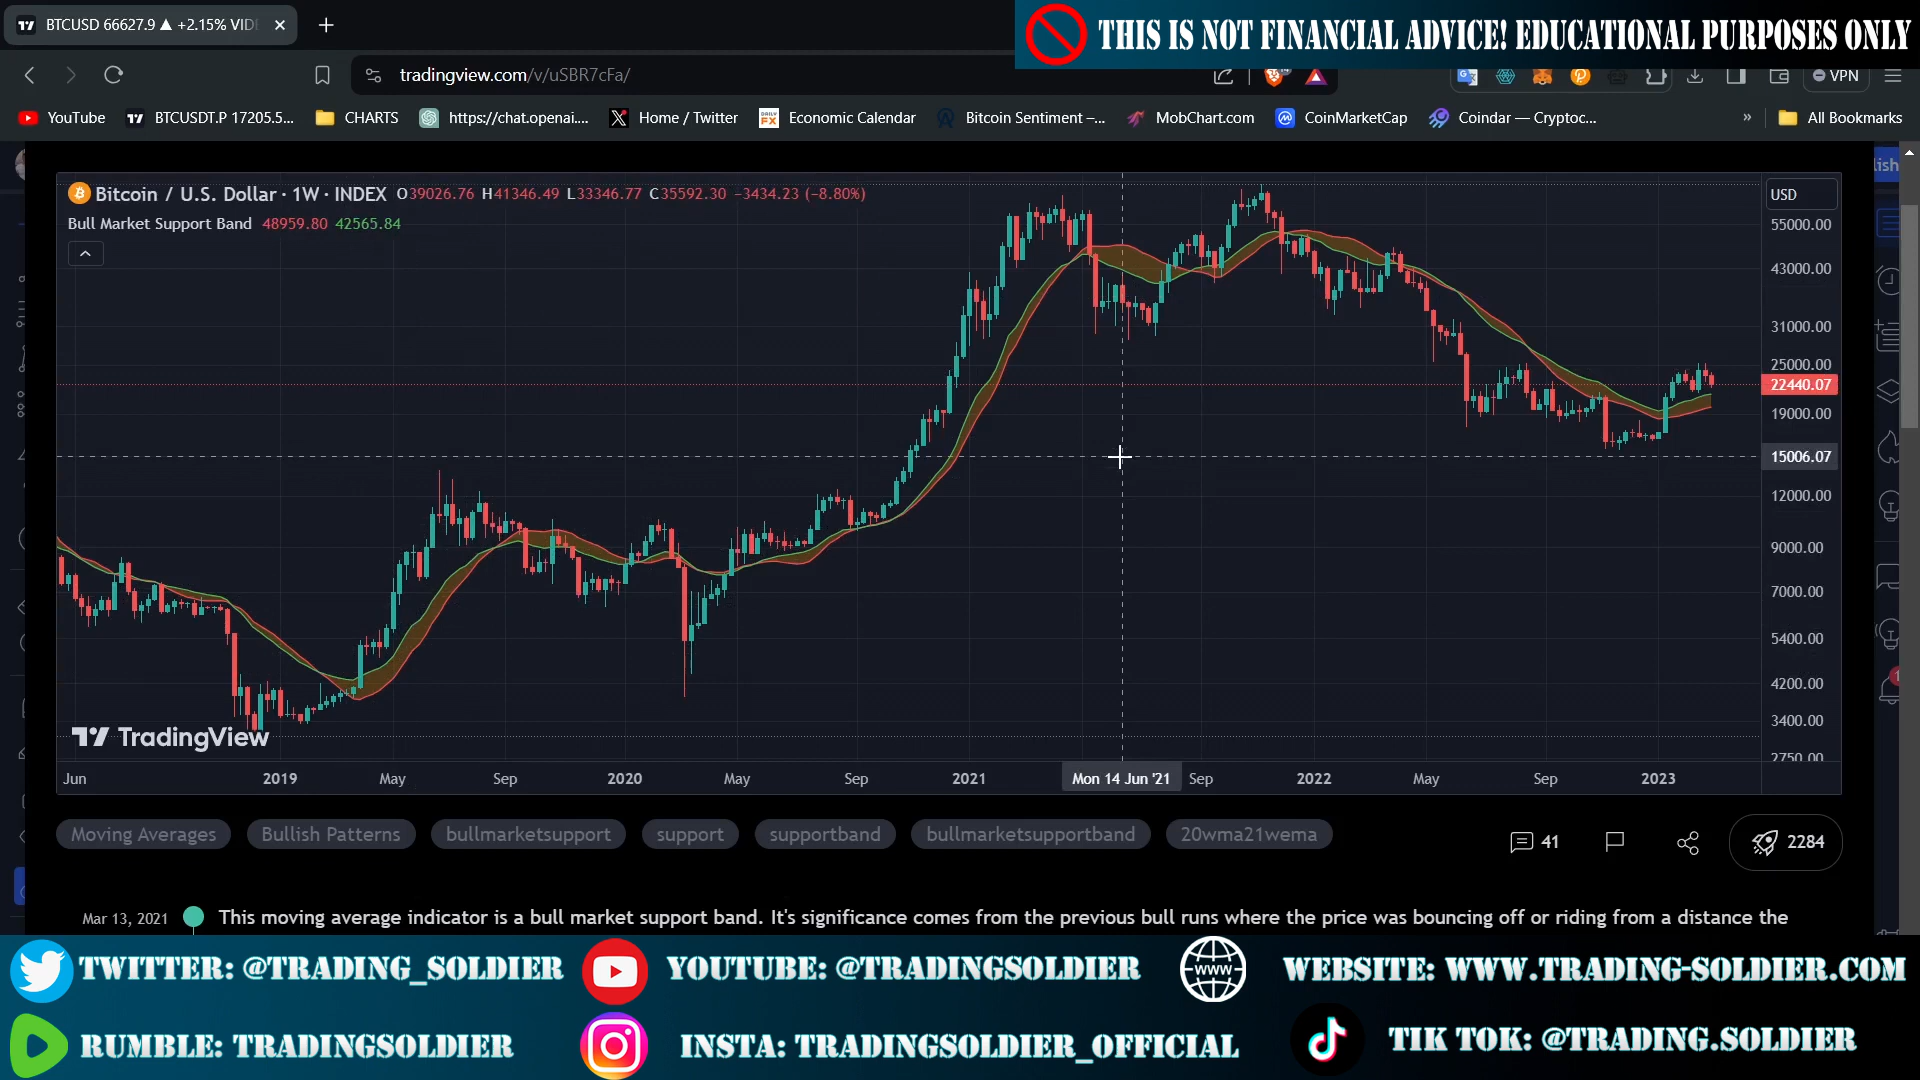 BTCUSD 66627.9 ▲ +2.15% VID
THIS IS NOT FINANCIAL ADVICE! EDUCATIONAL PURPOSES ONLY
tradingview.com/v/uSBR7cFa/
VPN
YouTube
BTCUSDT.P 17205.5...
CHARTS
https://chat.openai....
Home / Twitter
Economic Calendar
Bitcoin Sentiment –...
MobChart.com
CoinMarketCap
Coindar — Cryptoc...
»
All Bookmarks
lish
Bitcoin / U.S. Dollar · 1W · INDEX O39026.76 H41346.49 L33346.77 C35592.30 −3434.23 (−8.80%)
USD
Bull Market Support Band 48959.80 42565.84
55000.00
43000.00
31000.00
25000.00
22440.07
19000.00
15006.07
12000.00
9000.00
7000.00
5400.00
4200.00
3400.00
2750.00
TradingView
Jun 2019 May Sep 2020 May Sep 2021 Mon 14 Jun '21 Sep 2022 May Sep 2023
Moving Averages Bullish Patterns bullmarketsupport support supportband bullmarketsupportband 20wma21wema
41
2284
Mar 13, 2021 This moving average indicator is a bull market support band. It's significance comes from the previous bull runs where the price was bouncing off or riding from a distance the
TWITTER: @TRADING_SOLDIER
YOUTUBE: @TRADINGSOLDIER
WWW
WEBSITE: WWW.TRADING-SOLDIER.COM
RUMBLE: TRADINGSOLDIER
INSTA: TRADINGSOLDIER_OFFICIAL
TIK TOK: @TRADING.SOLDIER